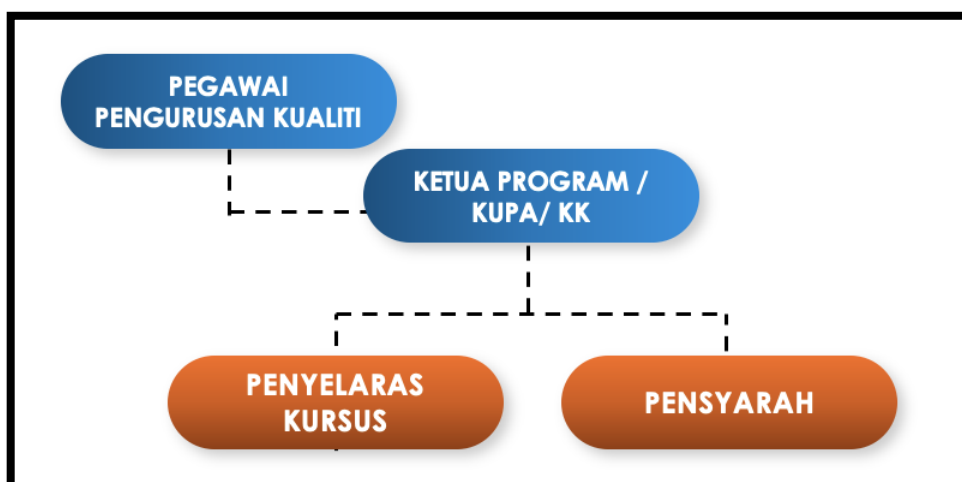 PEGAWAI
PENGURUSAN KUALITI
KETUA PROGRAM /
KUPA/ KK
PENYELARAS
KURSUS
PENSYARAH